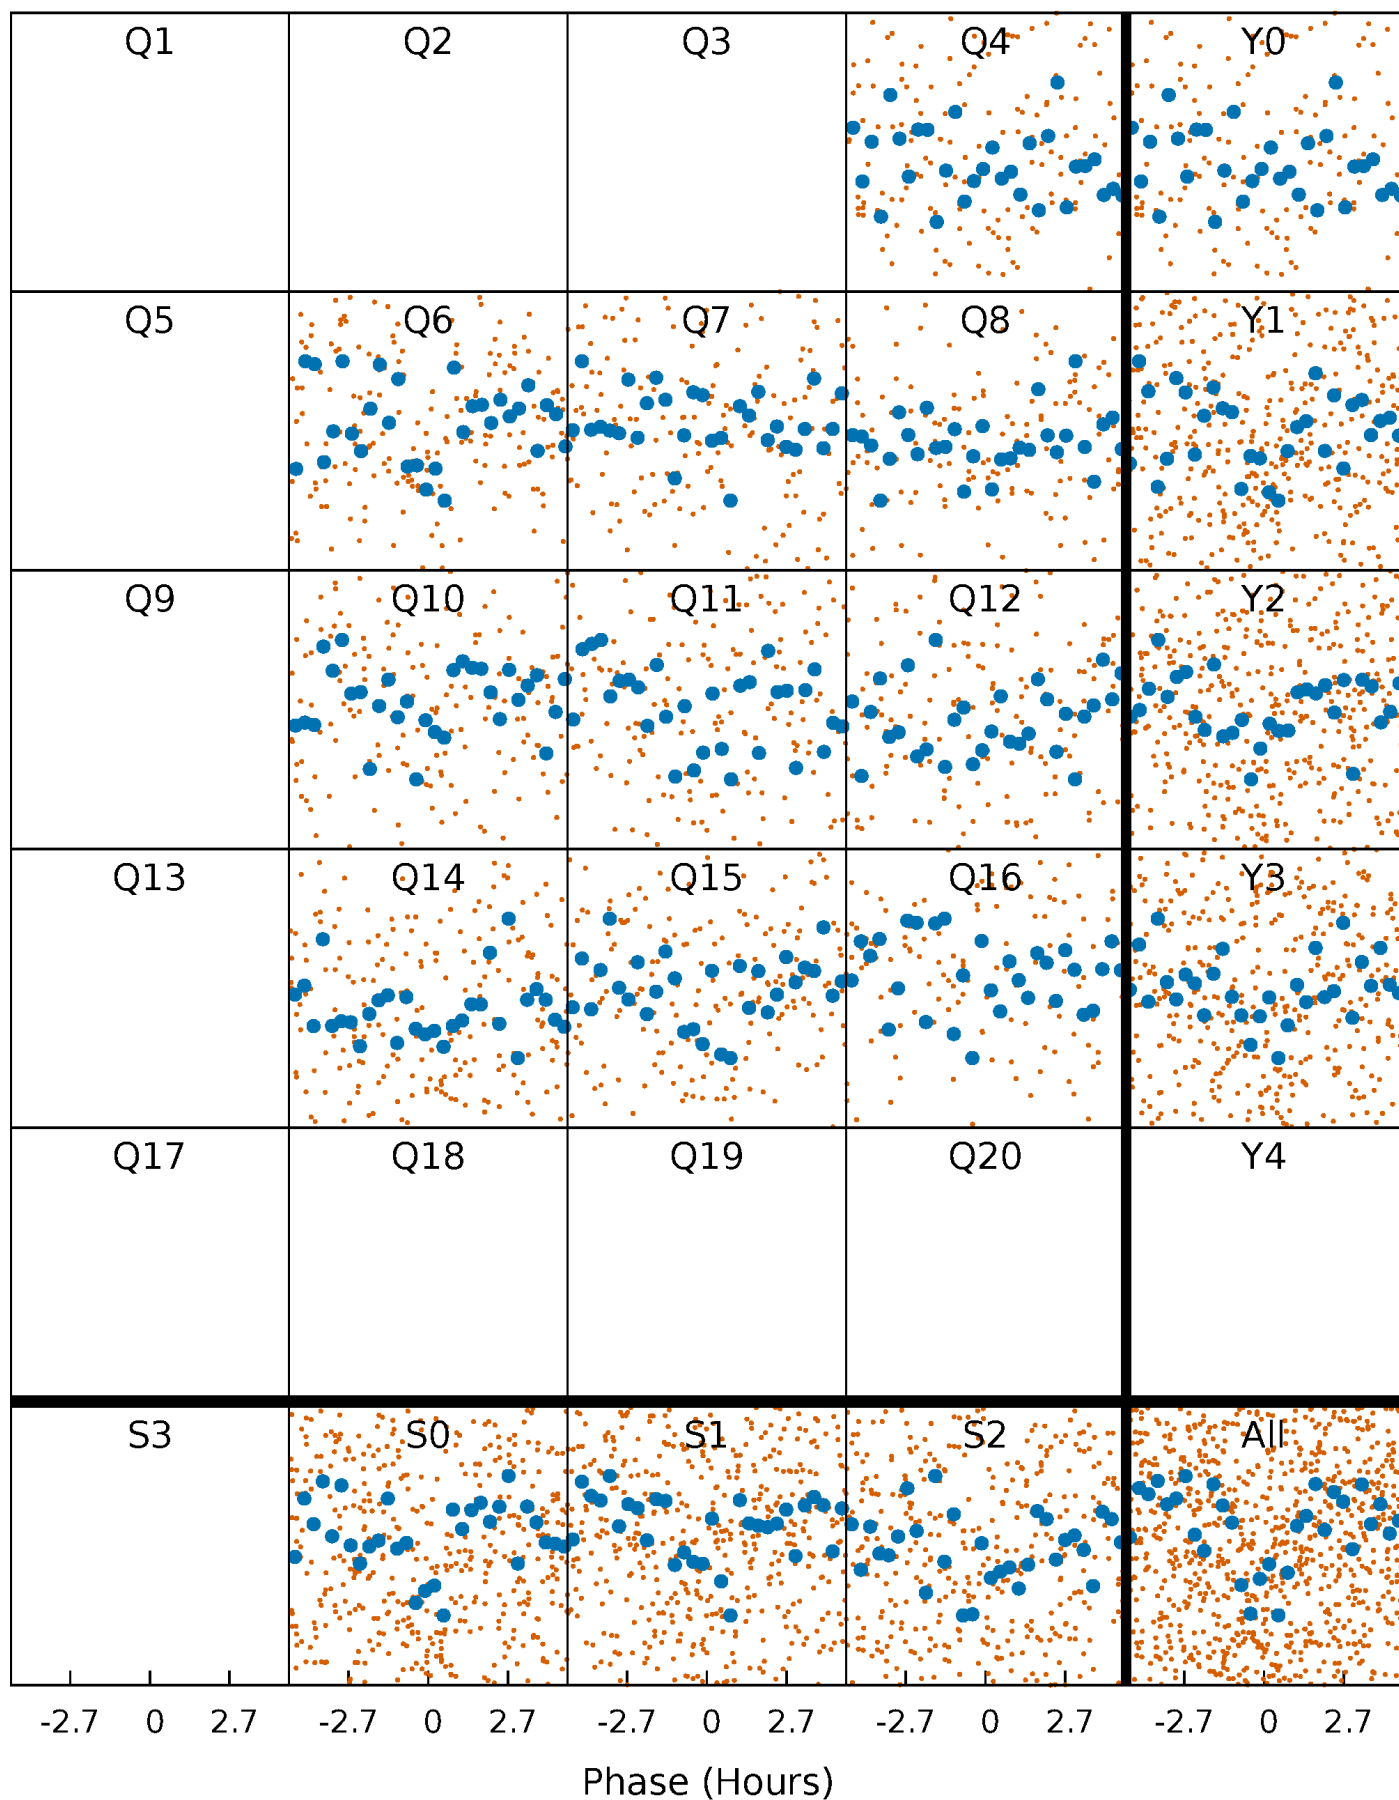 Q1 Q2 Q3 Q4 Y0
Q5 Q6 Q7 Q8 Y1
Q9 Q10 Q11 Q12 Y2
Q13 Q14 Q15 Q16 Y3
Q17 Q18 Q19 Q20 Y4
S3 S0 S1 S2 All
-2.7 0 2.7 -2.7 0 2.7 -2.7 0 2.7 -2.7 0 2.7 -2.7 0 2.7
Phase (Hours)